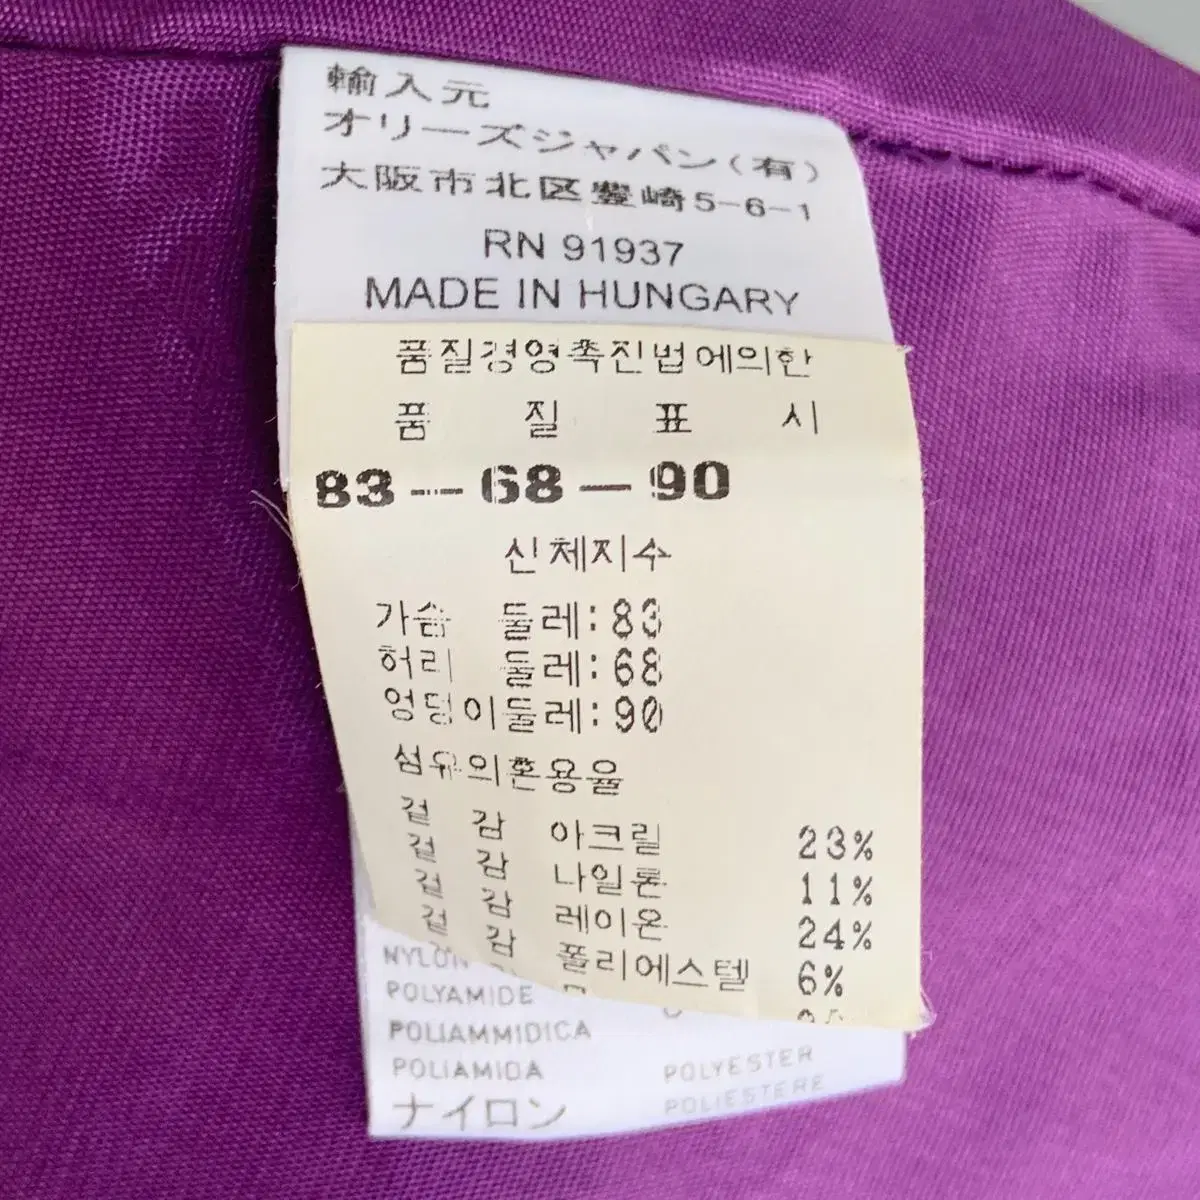 輸入元
オリーズジャパン(有)
大阪市北区豊崎5-6-1
RN 91937
MADE IN HUNGARY
품질경영촉진법에의한
품 질 표 시
83-68-90
신체지수
가슴 둘레:83
허리 둘레:68
엉덩이둘레:90
섬유의혼용율
겉 감 아크릴 23%
겉 감 나일론 11%
겉 감 레이온 24%
겉 감 폴리에스텔 6%
NYLON
POLYAMIDE
POLIAMMIDICA
POLIAMIDA
ナイロン
POLYESTER
POLIESTERE